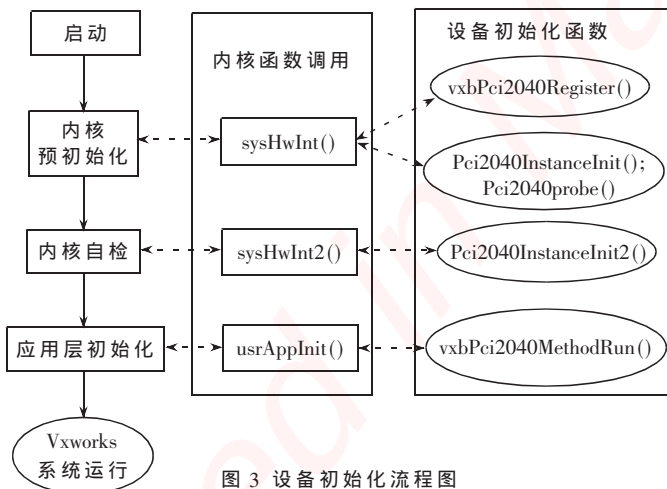 启动
内核
预初始化
内核自检
应用层初始化
Vxworks
系统运行
内核函数调用
sysHwInt()
sysHwInt2()
usrAppInit()
设备初始化函数
vxbPci2040Register()
Pci2040InstanceInit();
Pci2040probe()
Pci2040InstanceInit2()
vxbPci2040MethodRun()
图 3 设备初始化流程图